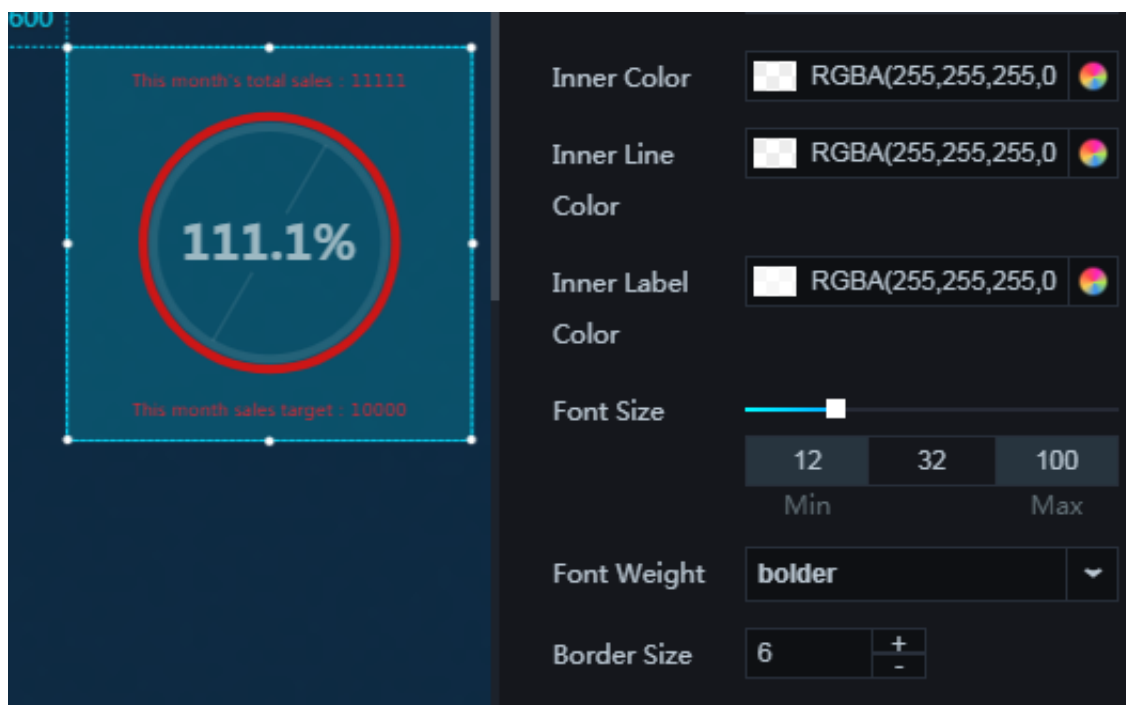 600
This month's total sales : 11111
111.1%
This month sales target : 10000
Inner Color
RGBA(255,255,255,0
Inner Line
Color
RGBA(255,255,255,0
Inner Label
Color
RGBA(255,255,255,0
Font Size
12 32 100
Min Max
Font Weight
bolder
Border Size
6
+
-